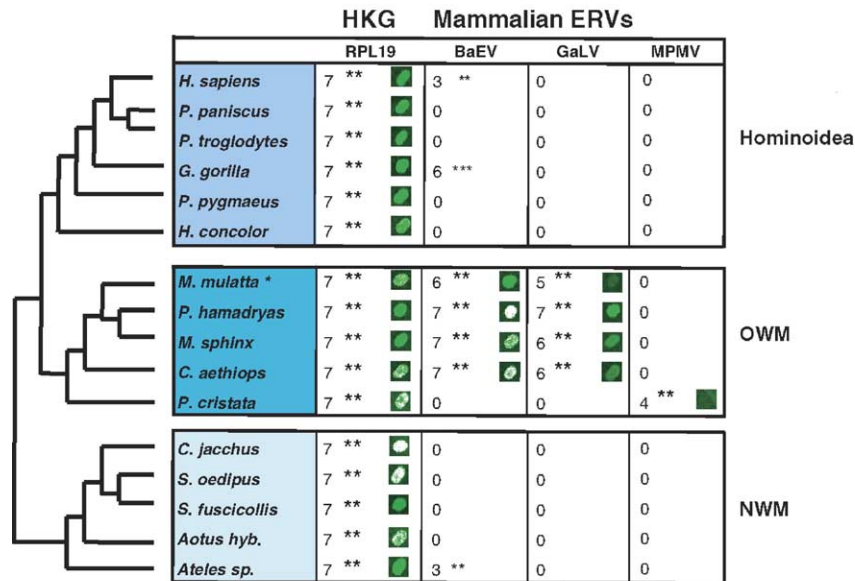 HKG Mammalian ERVs
RPL19 BaEV GaLV MPMV
H. sapiens 7 ** 3 ** 0 0
P. paniscus 7 ** 0 0 0
P. troglodytes 7 ** 0 0 0
G. gorilla 7 ** 6 *** 0 0
P. pygmaeus 7 ** 0 0 0
H. concolor 7 ** 0 0 0
Hominoidea
M. mulatta * 7 ** 6 ** 5 ** 0
P. hamadryas 7 ** 7 ** 7 ** 0
M. sphinx 7 ** 7 ** 6 ** 0
C. aethiops 7 ** 7 ** 6 ** 0
P. cristata 7 ** 0 0 4 **
OWM
C. jacchus 7 ** 0 0 0
S. oedipus 7 ** 0 0 0
S. fuscicollis 7 ** 0 0 0
Aotus hyb. 7 ** 0 0 0
Ateles sp. 7 ** 3 ** 0 0
NWM